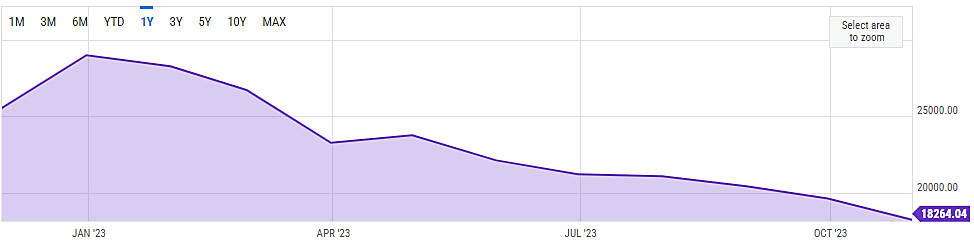 1M 3M 6M YTD 1Y 3Y 5Y 10Y MAX
Select area
to zoom
25000.00
20000.00
18264.04
JAN '23 APR '23 JUL '23 OCT '23